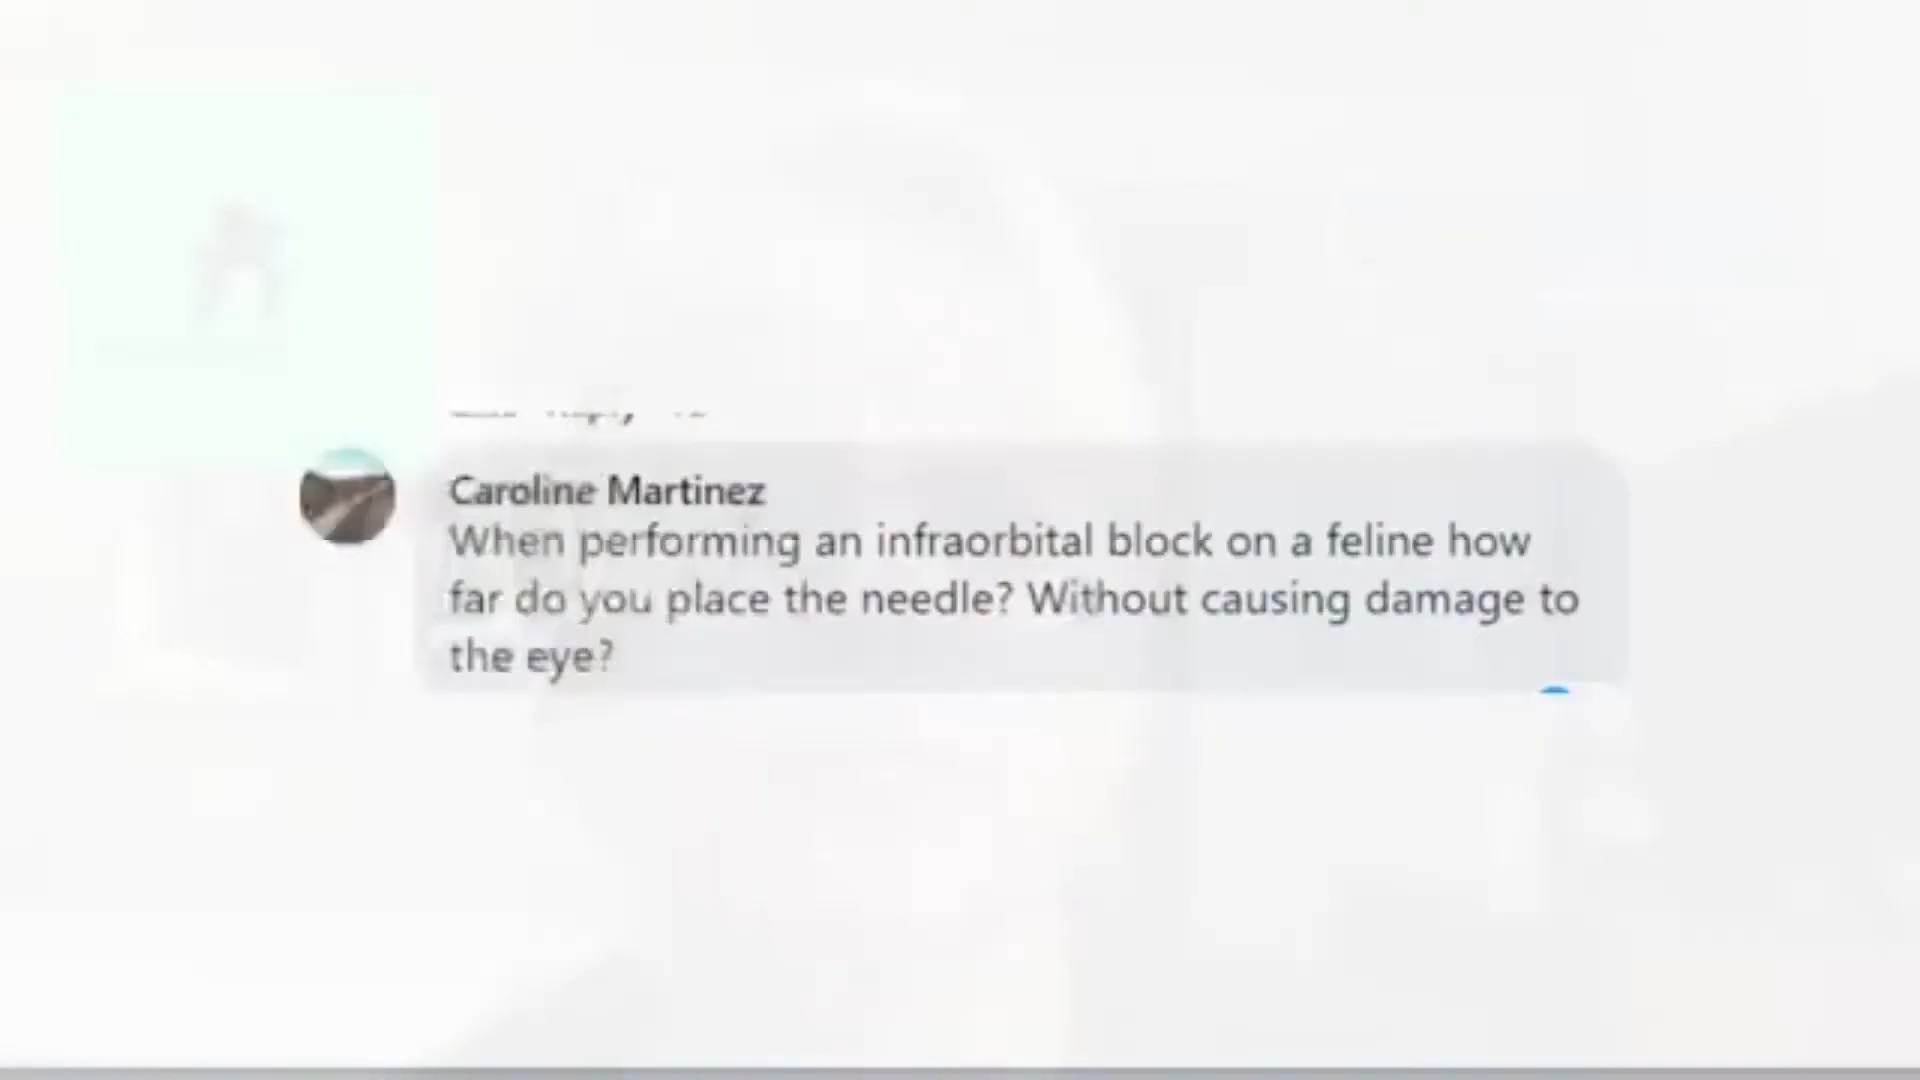 Caroline Martinez
When performing an infraorbital block on a feline how
far do you place the needle? Without causing damage to
the eye?